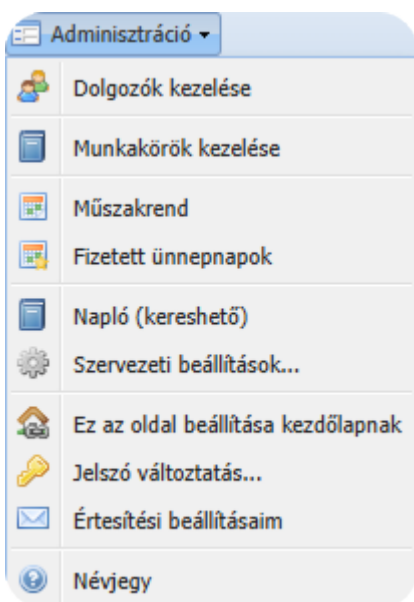 Adminisztráció
Dolgozók kezelése
Munkakörök kezelése
Műszakrend
Fizetett ünnepnapok
Napló (kereshető)
Szervezeti beállítások...
Ez az oldal beállítása kezdőlapnak
Jelszó változtatás...
Értesítési beállításaim
Névjegy